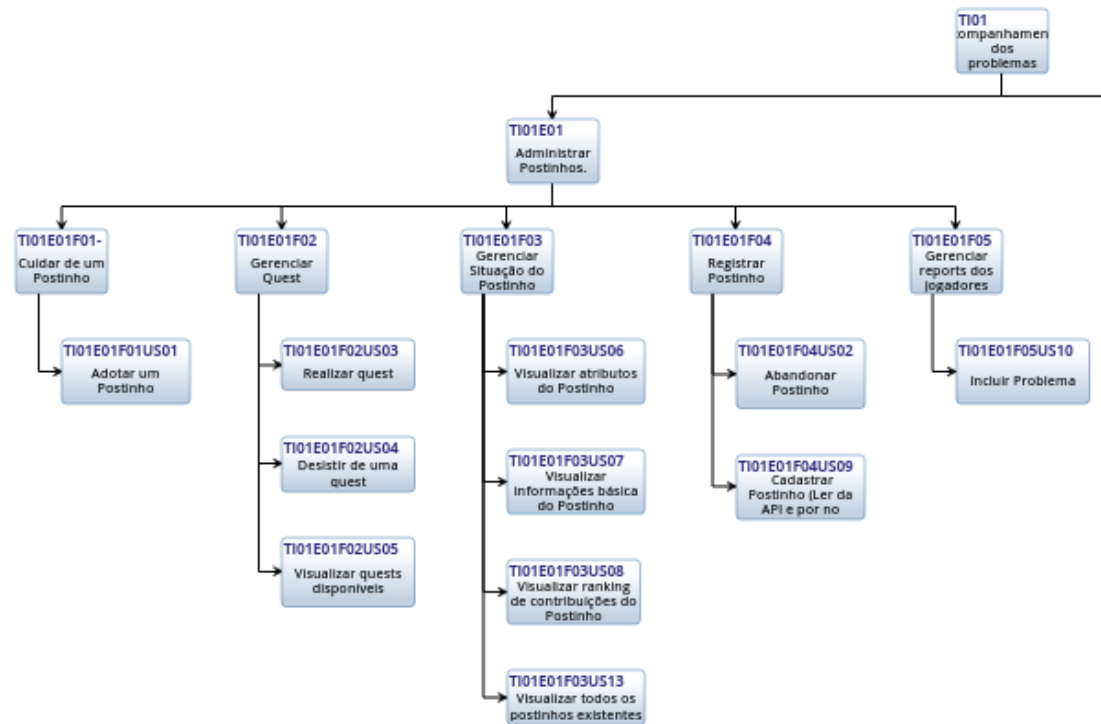 TI01
dos
problemas
TI01E01
Administrar
Postinhos.
TI01E01F01-
Cuidar de um
Postinho
TI01E01F02
Gerenciar
Quest
TI01E01F03
Gerenciar
Situação do
Postinho
TI01E01F04
Registrar
Postinho
TI01E01F05
Gerenciar
reports dos
jogadores
TI01E01F01US01
Adotar um
Postinho
TI01E01F02US03
Realizar quest
TI01E01F03US06
Visualizar atributos
do Postinho
TI01E01F04US02
Abandonar
Postinho
TI01E01F05US10
Incluir Problema
TI01E01F02US04
Desistir de uma
quest
TI01E01F03US07
Visualizar
informações básica
do Postinho
TI01E01F04US09
Cadastrar
Postinho (Ler da
API e por no
TI01E01F02US05
Visualizar quests
disponíveis
TI01E01F03US08
Visualizar ranking
de contribuições do
Postinho
TI01E01F03US13
Visualizar todos os
postinhos existentes